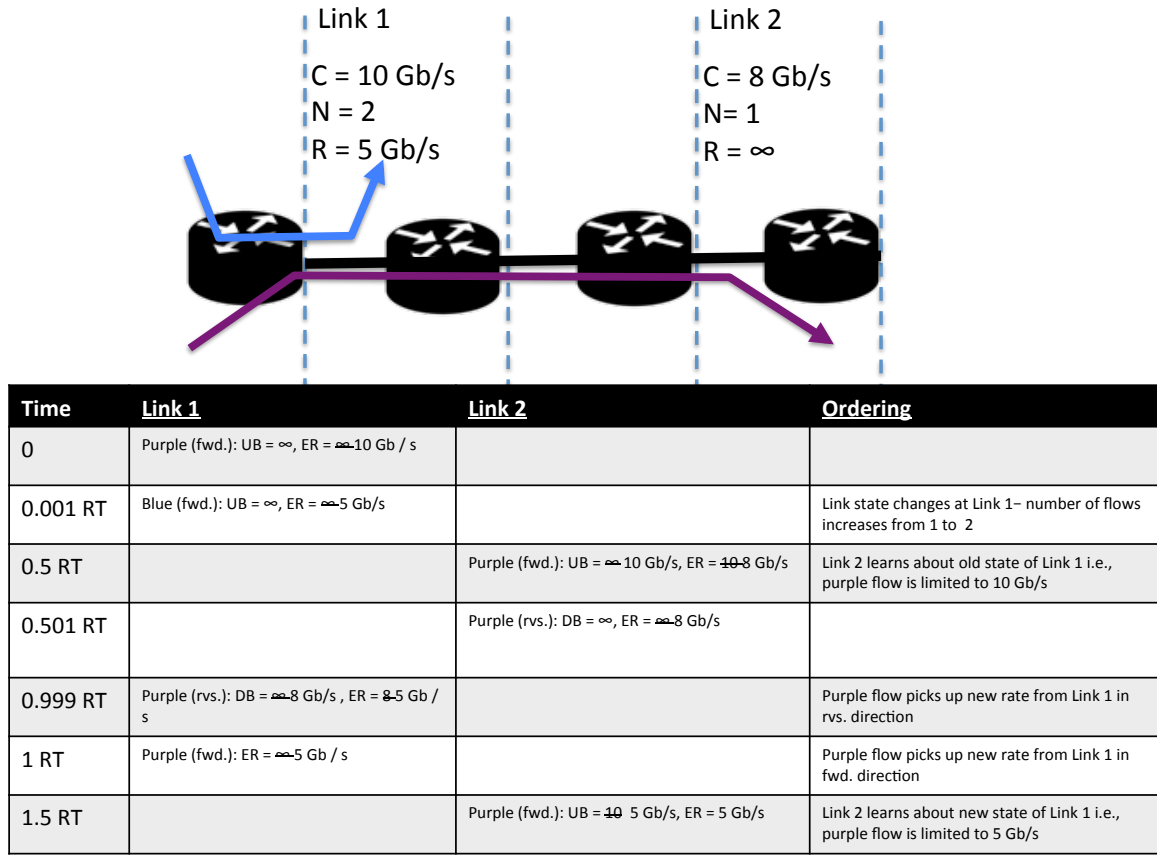 Link 1
Link 2
C = 10 Gb/s
N = 2
R = 5 Gb/s
C = 8 Gb/s
N= 1
R = ∞
Time Link 1 Link 2 Ordering
0
Purple (fwd.): UB = ∞, ER = ∞ 10 Gb / s
0.001 RT
Blue (fwd.): UB = ∞, ER = ∞ 5 Gb/s
Link state changes at Link 1– number of flows
increases from 1 to 2
0.5 RT
Purple (fwd.): UB = ∞ 10 Gb/s, ER = 10 8 Gb/s
Link 2 learns about old state of Link 1 i.e.,
purple flow is limited to 10 Gb/s
0.501 RT
Purple (rvs.): DB = ∞, ER = ∞ 8 Gb/s
0.999 RT
Purple (rvs.): DB = ∞ 8 Gb/s , ER = 8 5 Gb /
s
Purple flow picks up new rate from Link 1 in
rvs. direction
1 RT
Purple (fwd.): ER = ∞ 5 Gb / s
Purple flow picks up new rate from Link 1 in
fwd. direction
1.5 RT
Purple (fwd.): UB = 10 5 Gb/s, ER = 5 Gb/s
Link 2 learns about new state of Link 1 i.e.,
purple flow is limited to 5 Gb/s